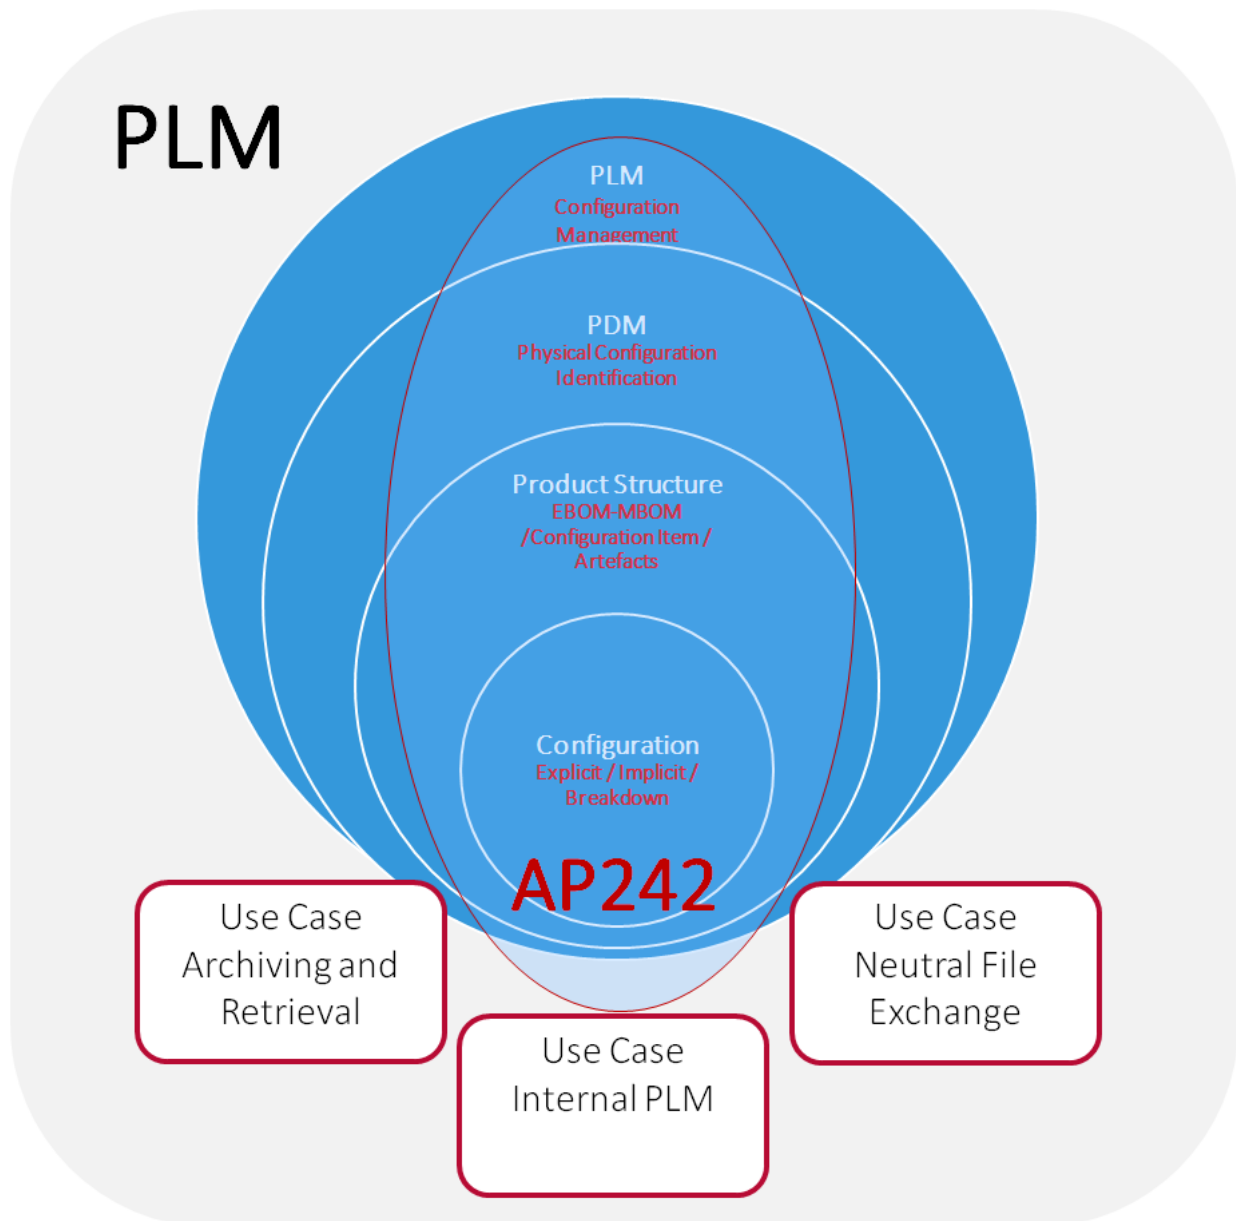 PLM
PLM
Configuration
Management
PDM
Physical Configuration
Identification
Product Structure
EBOM-MBOM
/Configuration Item /
Artefacts
Configuration
Explicit / Implicit /
Breakdown
AP242
Use Case
Archiving and
Retrieval
Use Case
Internal PLM
Use Case
Neutral File
Exchange